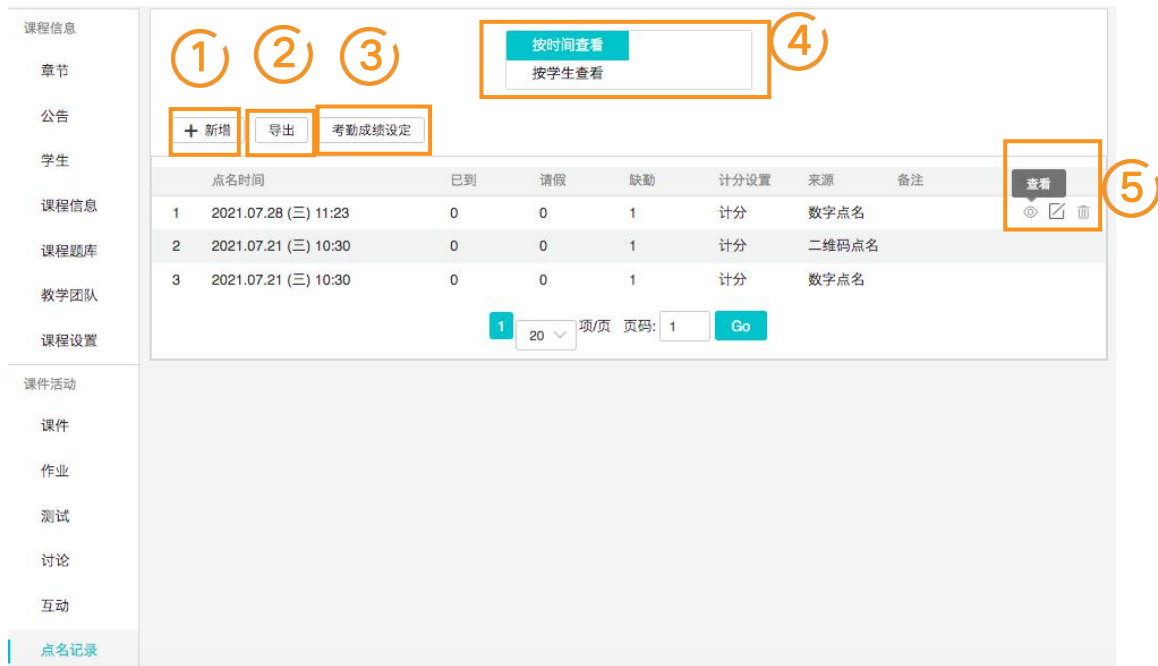 课程信息
章节
公告
学生
课程信息
课程题库
教学团队
课程设置
课件活动
课件
作业
测试
讨论
互动
点名记录
① ② ③
按时间查看
按学生查看
④
+ 新增 导出 考勤成绩设定
点名时间 已到 请假 缺勤 计分设置 来源 备注
查看
⑤
1 2021.07.28 (三) 11:23 0 0 1 计分 数字点名
2 2021.07.21 (三) 10:30 0 0 1 计分 二维码点名
3 2021.07.21 (三) 10:30 0 0 1 计分 数字点名
1 20 项/页 页码: 1 Go